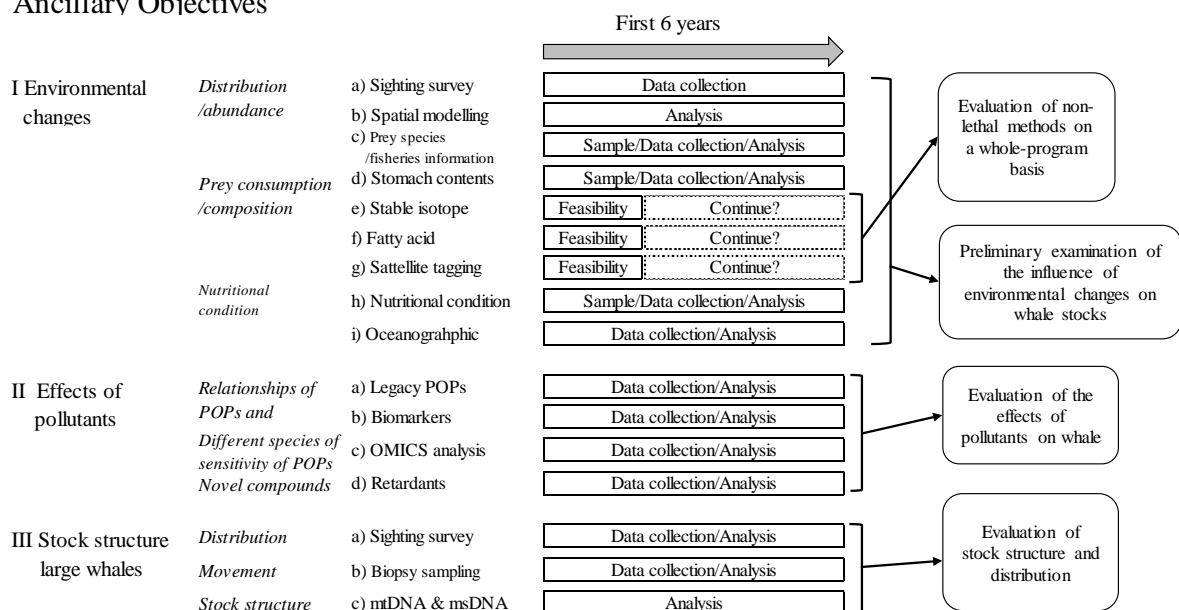 Ancillary Objectives
First 6 years
I Environmental
changes
Distribution
/abundance
a) Sighting survey
Data collection
b) Spatial modelling
Analysis
c) Prey species
/fisheries information
Sample/Data collection/Analysis
Prey consumption
/composition
d) Stomach contents
Sample/Data collection/Analysis
e) Stable isotope
Feasibility
Continue?
f) Fatty acid
Feasibility
Continue?
g) Sattellite tagging
Feasibility
Continue?
Nutritional
condition
h) Nutritional condition
Sample/Data collection/Analysis
i) Oceanograhphic
Data collection/Analysis
Evaluation of non-
lethal methods on
a whole-program
basis
Preliminary examination of
the influence of
environmental changes on
whale stocks
II Effects of
pollutants
Relationships of
POPs and
a) Legacy POPs
Data collection/Analysis
b) Biomarkers
Data collection/Analysis
Different species of
sensitivity of POPs
c) OMICS analysis
Data collection/Analysis
Novel compounds
d) Retardants
Data collection/Analysis
Evaluation of the
effects of
pollutants on whale
III Stock structure
large whales
Distribution
a) Sighting survey
Data collection/Analysis
Movement
b) Biopsy sampling
Data collection/Analysis
Stock structure
c) mtDNA & msDNA
Analysis
Evaluation of
stock structure and
distribution